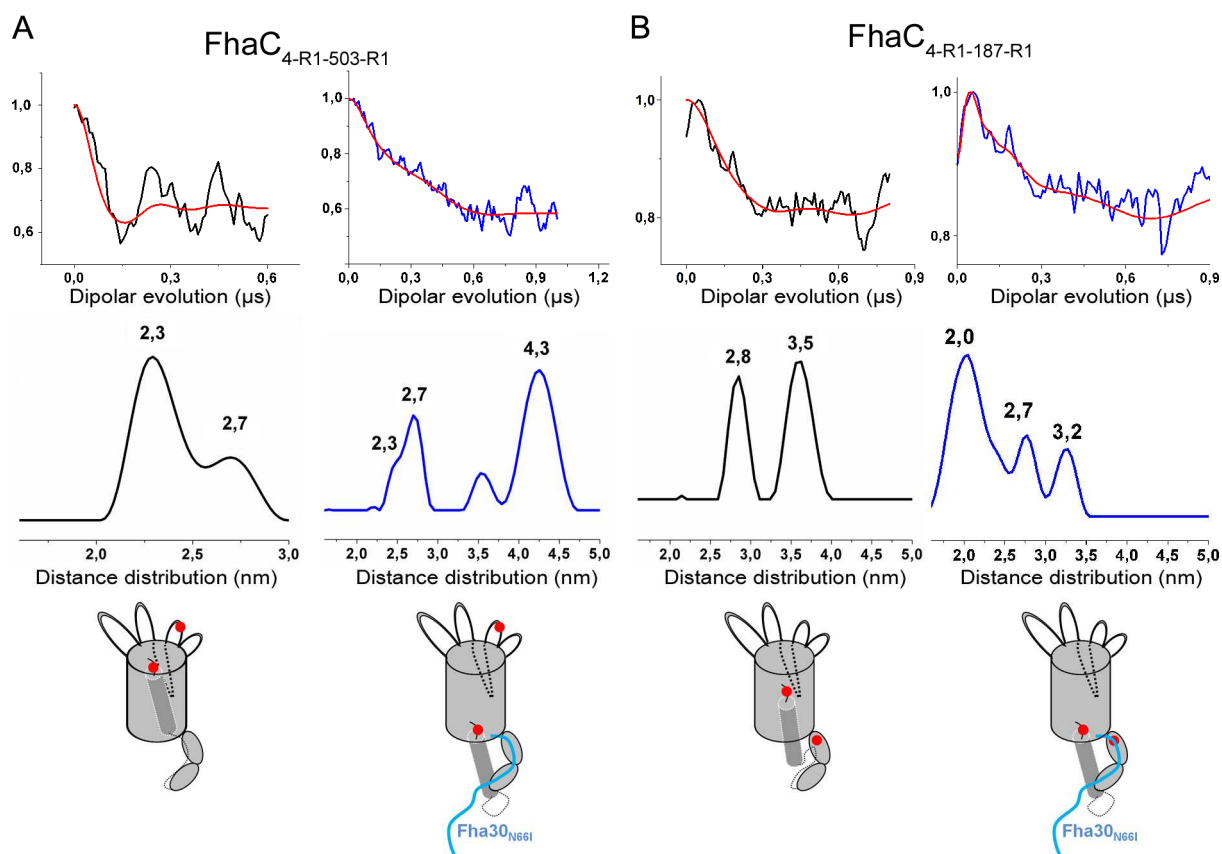 A
FhaC4-R1-503-R1
B
FhaC4-R1-187-R1
1,0
0,8
0,6
0,0 0,3 0,6
Dipolar evolution (µs)
1,0
0,8
0,6
0,0 0,3 0,6 0,9 1,2
Dipolar evolution (µs)
1,0
0,8
0,0 0,3 0,6 0,9
Dipolar evolution (µs)
1,0
0,8
0,0 0,3 0,6 0,9
Dipolar evolution (µs)
2,3
2,7
2,0 2,5 3,0
Distance distribution (nm)
4,3
2,7
2,3
2,0 2,5 3,0 3,5 4,0 4,5 5,0
Distance distribution (nm)
3,5
2,8
2,0 2,5 3,0 3,5 4,0 4,5 5,0
Distance distribution (nm)
2,0
2,7
3,2
2,0 2,5 3,0 3,5 4,0 4,5 5,0
Distance distribution (nm)
Fha30N66I
Fha30N66I